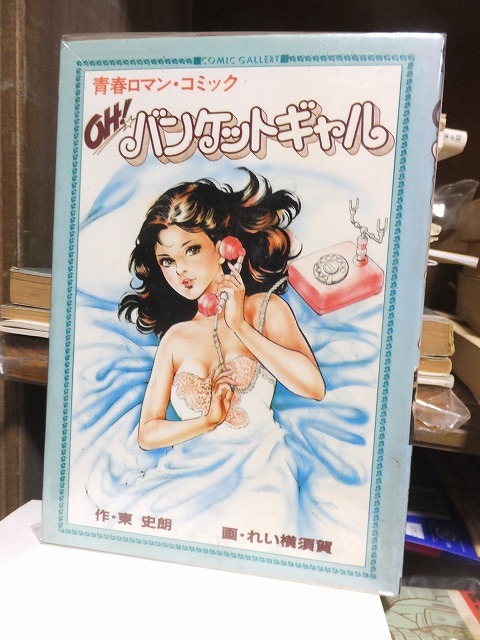 COMIC GALLERY
青春ロマン・コミック
OH!
バンケットギャル
作・東 史朗
画・れい横須賀